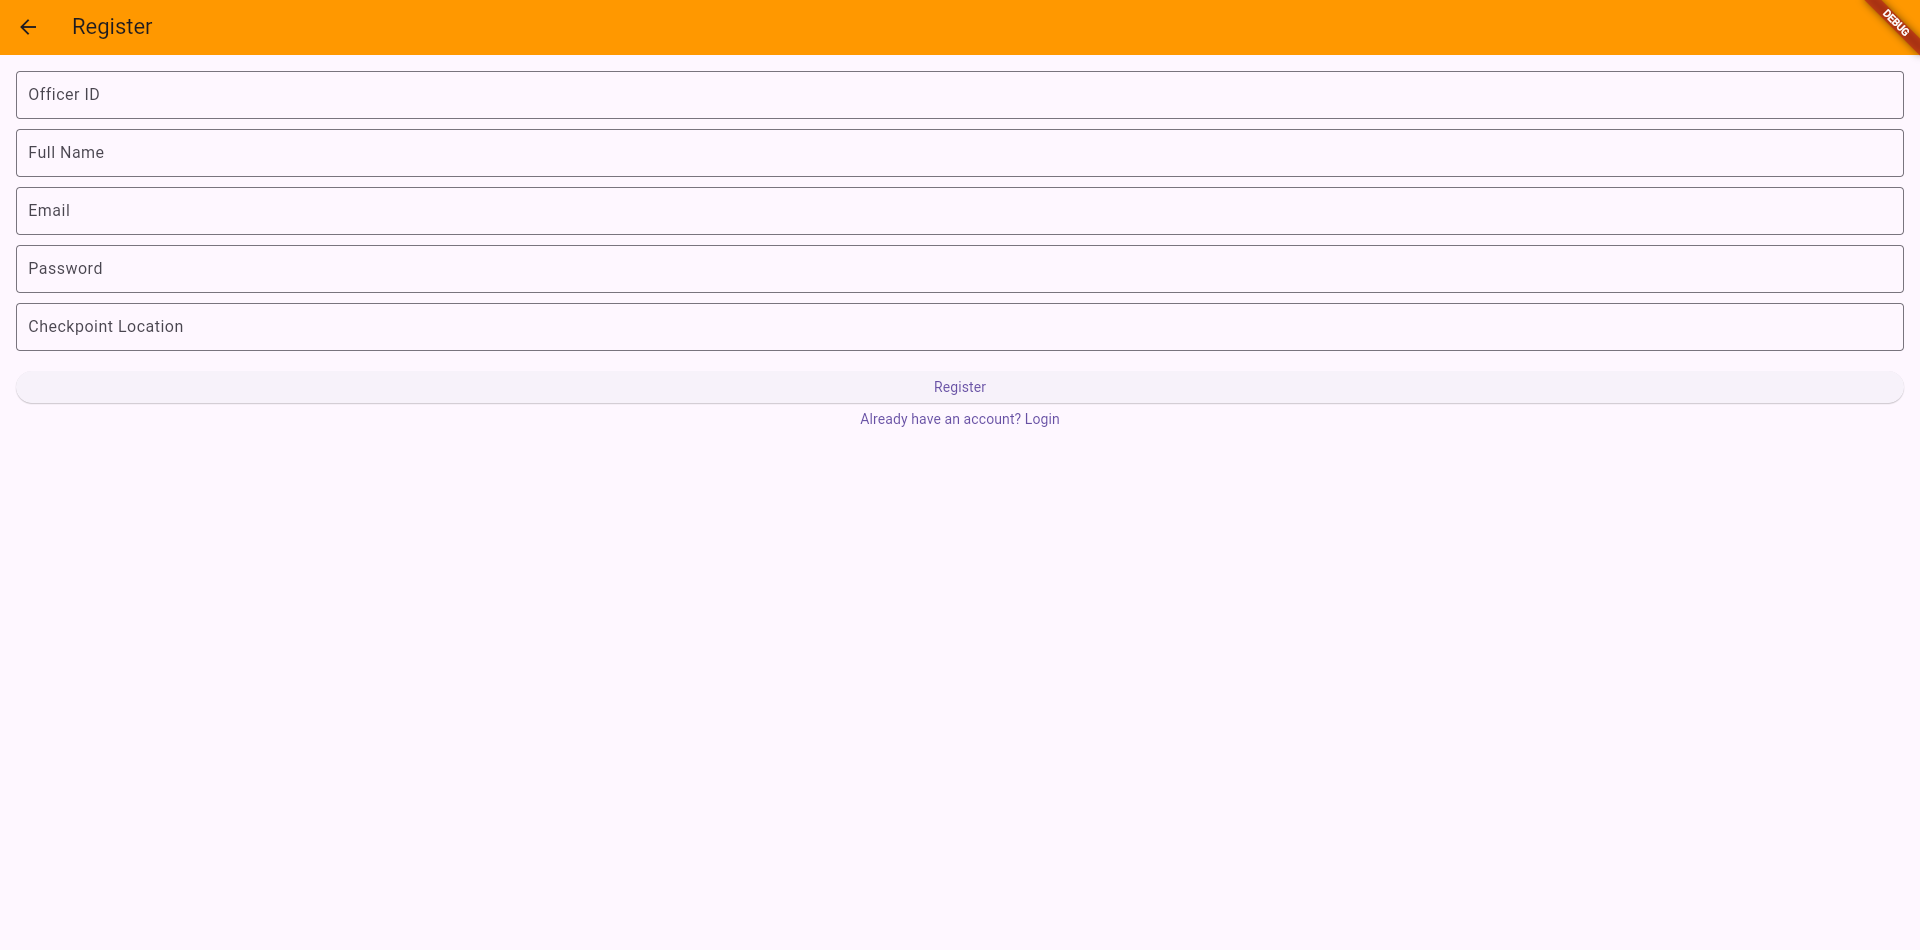 Register
DEBUG
Officer ID
Full Name
Email
Password
Checkpoint Location
Register
Already have an account? Login